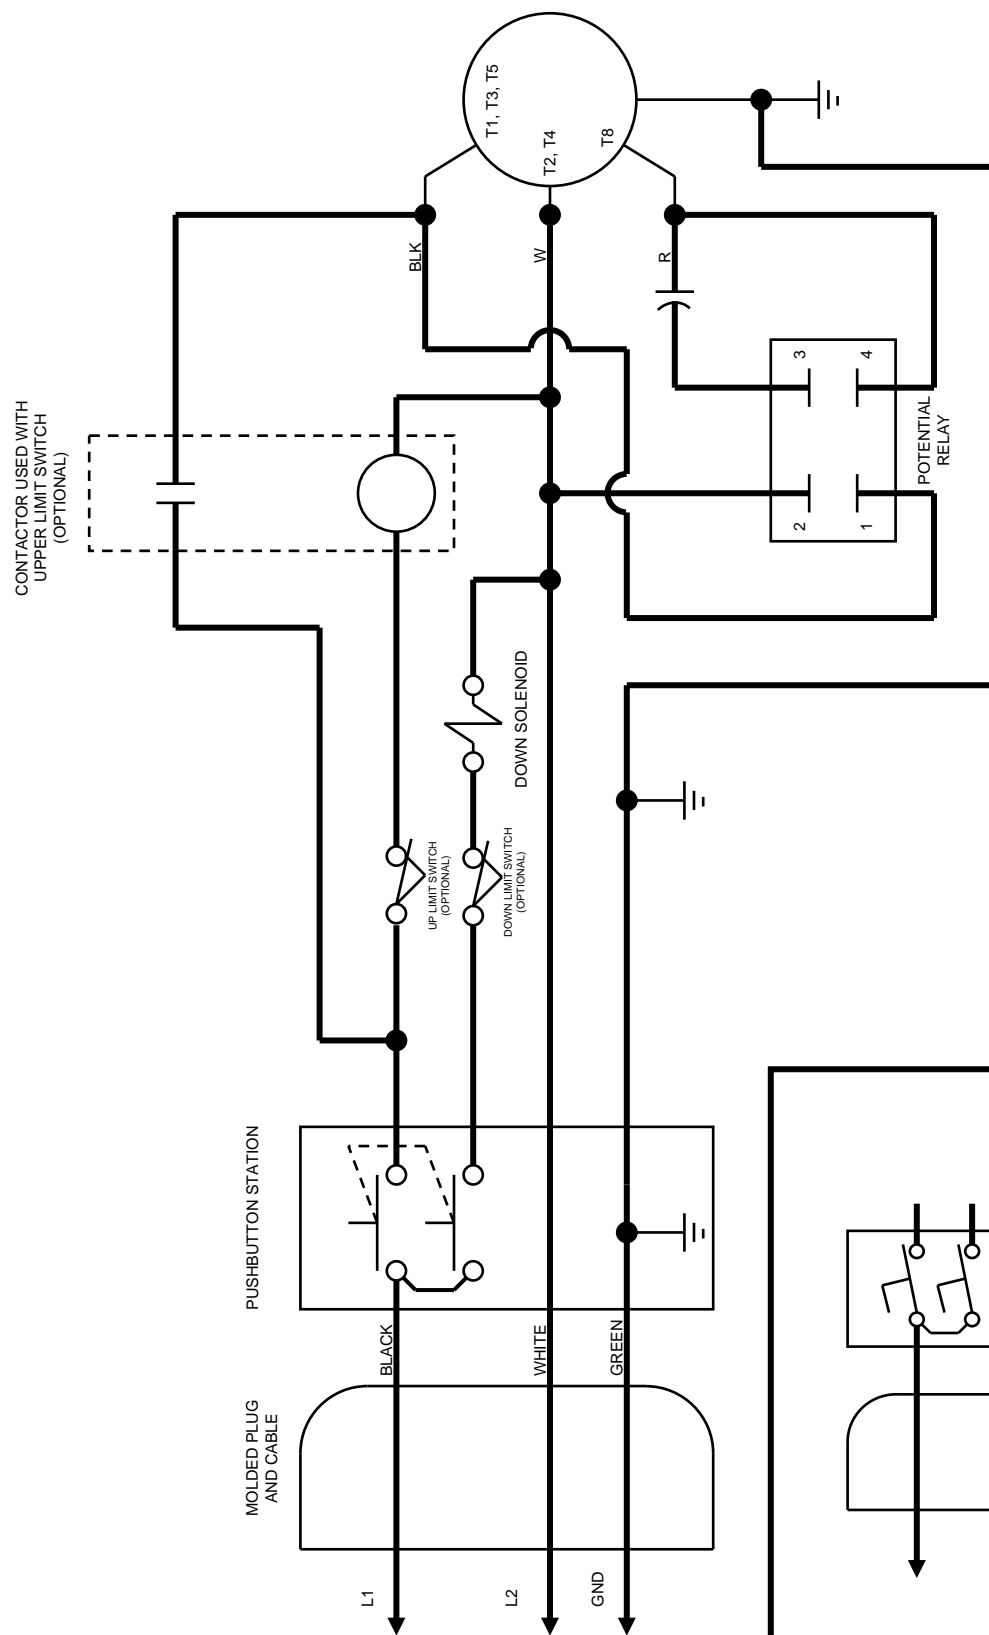 T1, T3, T5
T2, T4
T8
BLK
W
R
3
4
2
1
POTENTIAL
RELAY
CONTACTOR USED WITH
UPPER LIMIT SWITCH
(OPTIONAL)
DOWN SOLENOID
UP LIMIT SWITCH
(OPTIONAL)
DOWN LIMIT SWITCH
(OPTIONAL)
PUSHBUTTON STATION
BLACK
WHITE
GREEN
MOLDED PLUG
AND CABLE
L1
L2
GND